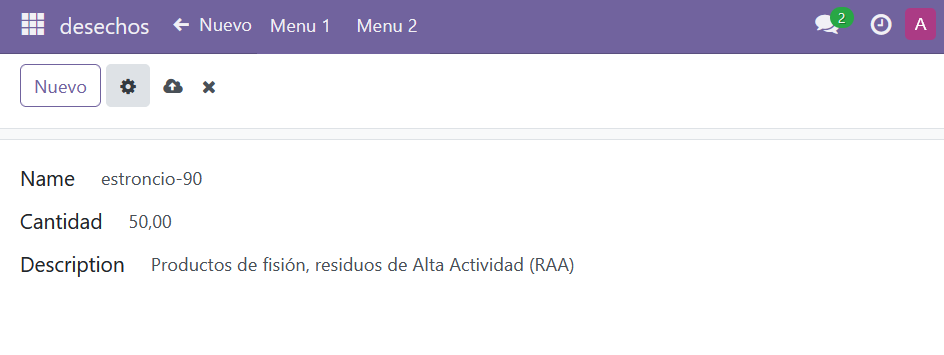 desechos Nuevo Menu 1 Menu 2 2 A
Nuevo
Name estroncio-90
Cantidad 50,00
Description Productos de fisión, residuos de Alta Actividad (RAA)